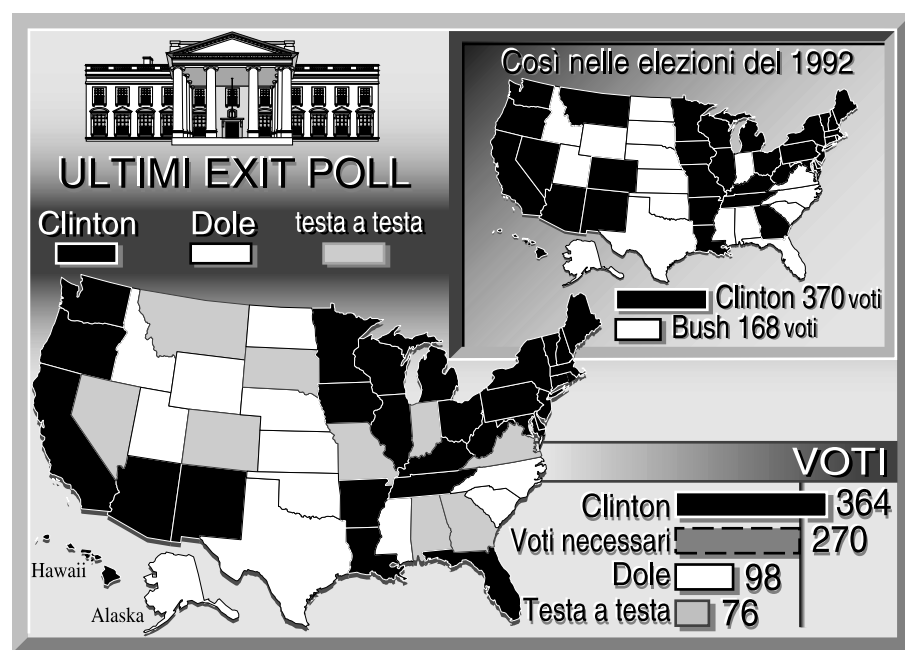 ULTIMI EXIT POLL
Clinton Dole testa a testa
Così nelle elezioni del 1992
Clinton 370 voti
Bush 168 voti
Hawaii
Alaska
VOTI
Clinton 364
Voti necessari 270
Dole 98
Testa a testa 76